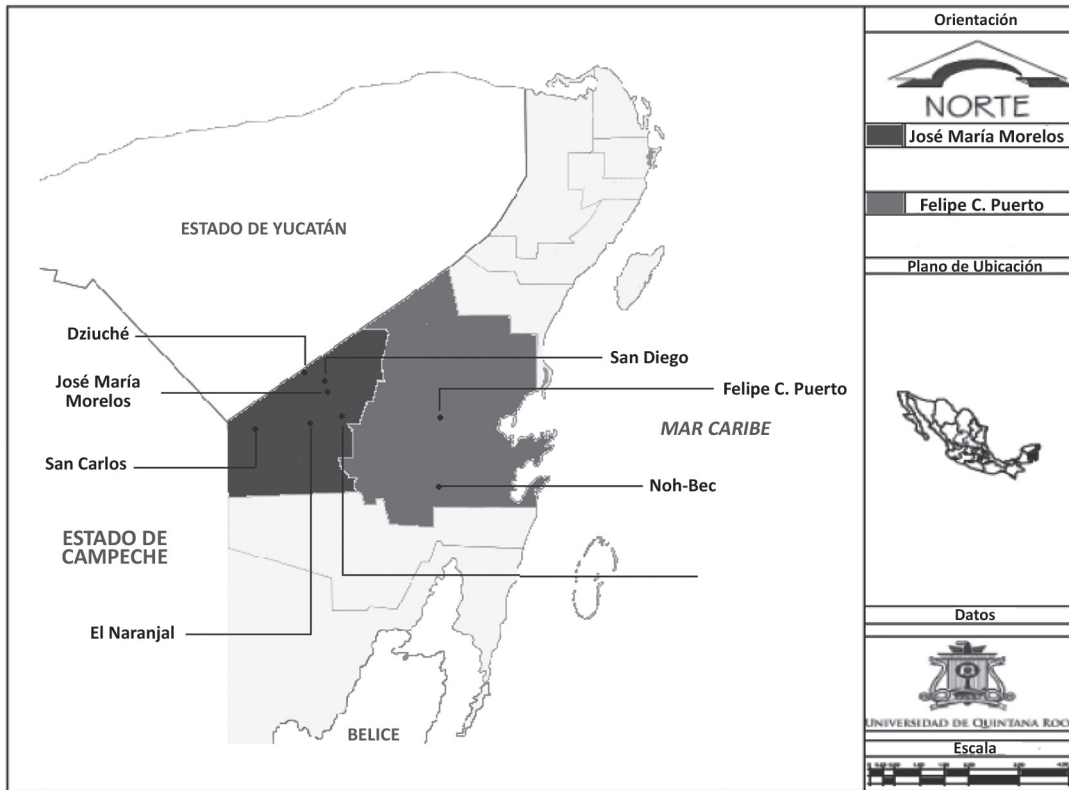 ESTADO DE YUCATÁN
Dziuché
José María
Morelos
San Carlos
ESTADO DE
CAMPECHE
El Naranjal
San Diego
Felipe C. Puerto
MAR CARIBE
Noh-Bec
BELICE
Orientación
NORTE
José María Morelos
Felipe C. Puerto
Plano de Ubicación
Datos
UNIVERSIDAD DE QUINTANA ROO
Escala